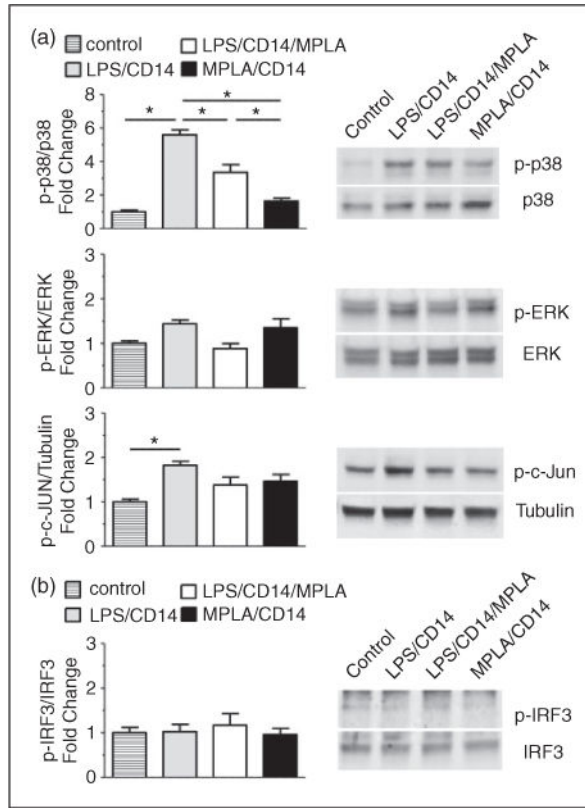 (a)
control
LPS/CD14/MPLA
LPS/CD14
MPLA/CD14
p-p38/p38
Fold Change
8
6
4
2
0
*
*
*
*
Control
LPS/CD14
LPS/CD14/MPLA
MPLA/CD14
p-p38
p38
p-ERK/ERK
Fold Change
3
2
1
0
p-ERK
ERK
p-c-JUN/Tubulin
Fold Change
3
2
1
0
*
p-c-Jun
Tubulin
(b)
control
LPS/CD14/MPLA
LPS/CD14
MPLA/CD14
p-IRF3/IRF3
Fold Change
3
2
1
0
Control
LPS/CD14
LPS/CD14/MPLA
MPLA/CD14
p-IRF3
IRF3